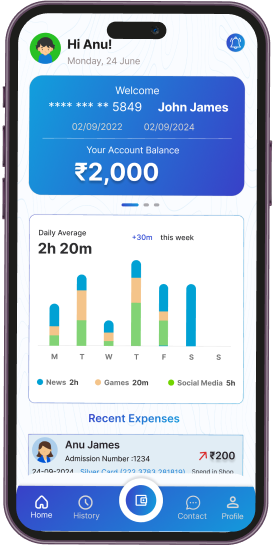 Hi Anu!
Monday, 24 June
Welcome
**** *** ** 5849 John James
02/09/2022 02/09/2024
Your Account Balance
₹2,000
Daily Average
2h 20m +30m this week
M T W T F S S
News 2h Games 20m Social Media 5h
Recent Expenses
Anu James
Admission Number :1234 ₹200
24-09-2024 Silver Card (222 3783 281819) Spend in Shop
Home History Contact Profile